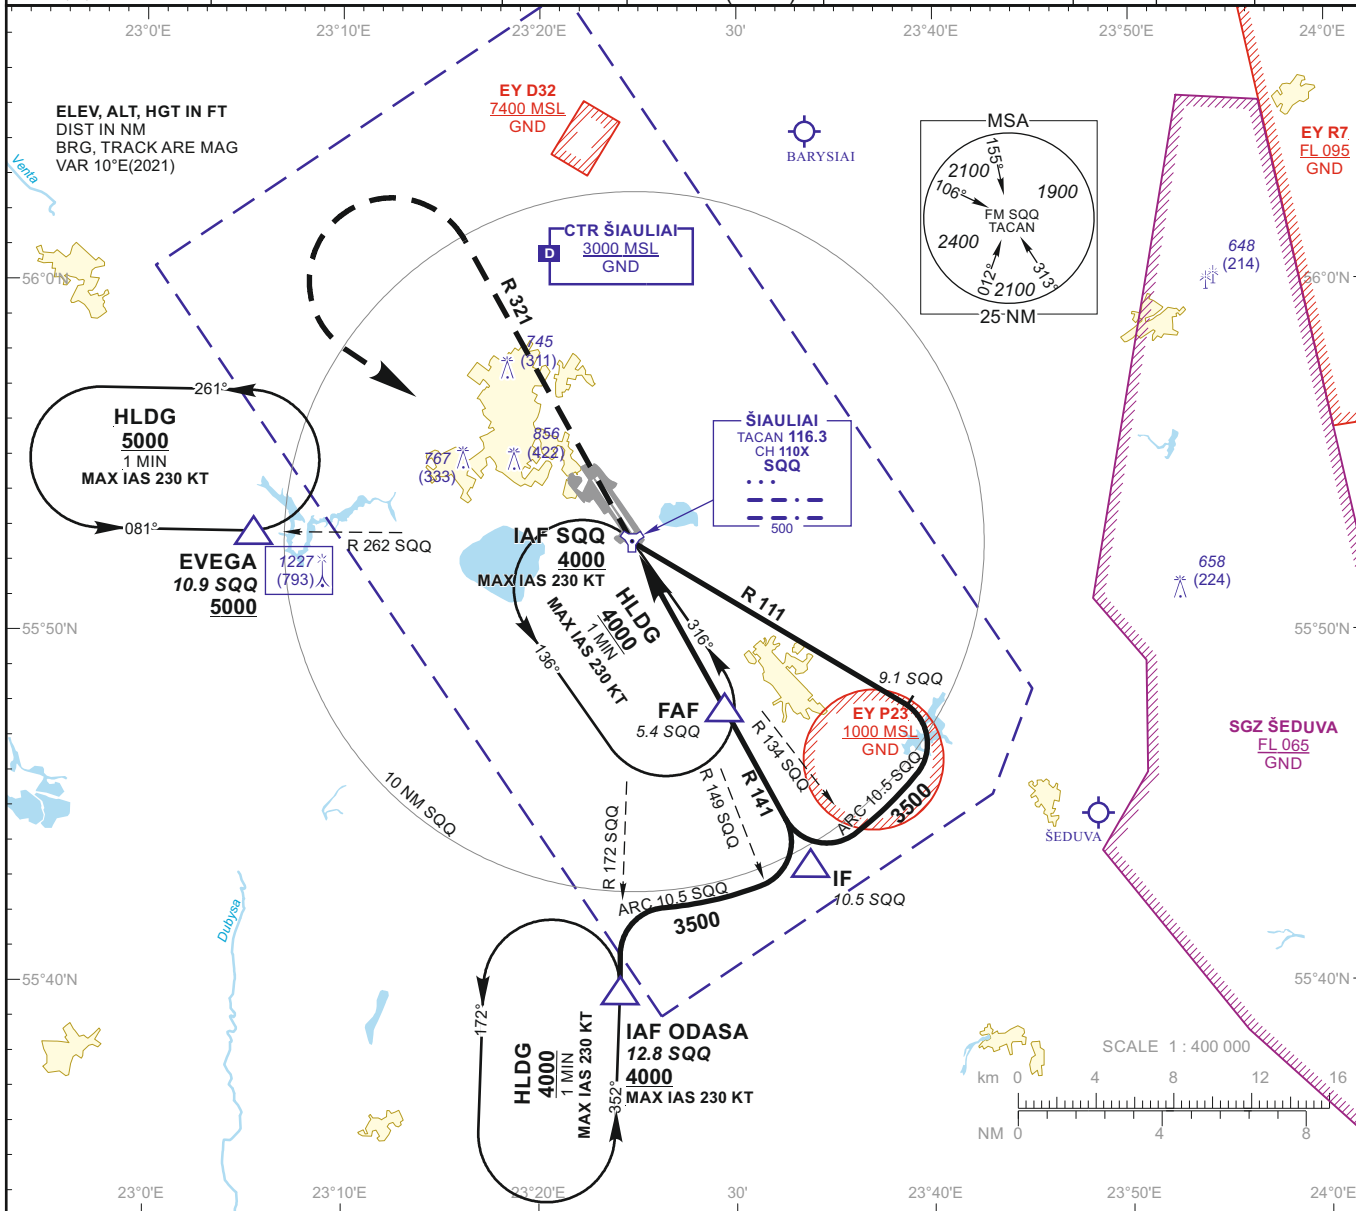 23°0'E
23°10'E
23°20'E
30'
23°40'E
23°50'E
24°0'E
ELEV, ALT, HGT IN FT
DIST IN NM
BRG, TRACK ARE MAG
VAR 10°E(2021)
Venta
EY D32
7400 MSL
GND
BARYSIAI
MSA
155°
2100
106°
1900
FM SQQ
TACAN
2400
012°
313°
2100
25 NM
EY R7
FL 095
GND
648
(214)
56°0'N
56°0'N
CTR ŠIAULIAI
D
3000 MSL
GND
R 321
745
(311)
261°
HLDG
5000
1 MIN
MAX IAS 230 KT
081°
856
(422)
767
(333)
ŠIAULIAI
TACAN 116.3
CH 110X
SQQ
500
R 262 SQQ
EVEGA
10.9 SQQ
5000
1227
(793)
IAF SQQ
4000
MAX IAS 230 KT
HLDG
4000
1 MIN
MAX IAS 230 KT
136°
316°
R 111
658
(224)
55°50'N
55°50'N
9.1 SQQ
FAF
5.4 SQQ
EY P23
1000 MSL
GND
R 134 SQQ
R 149 SQQ
R 141
ARC 10.5 SQQ
3500
SGZ ŠEDUVA
FL 065
GND
10 NM SQQ
R 172 SQQ
ŠEDUVA
IF
10.5 SQQ
ARC 10.5 SQQ
3500
Dubysa
55°40'N
55°40'N
172°
HLDG
4000
1 MIN
MAX IAS 230 KT
352°
IAF ODASA
12.8 SQQ
4000
MAX IAS 230 KT
SCALE 1 : 400 000
km 0 4 8 12 16
NM 0 4 8
23°0'E
23°10'E
23°20'E
30'
23°40'E
23°50'E
24°0'E